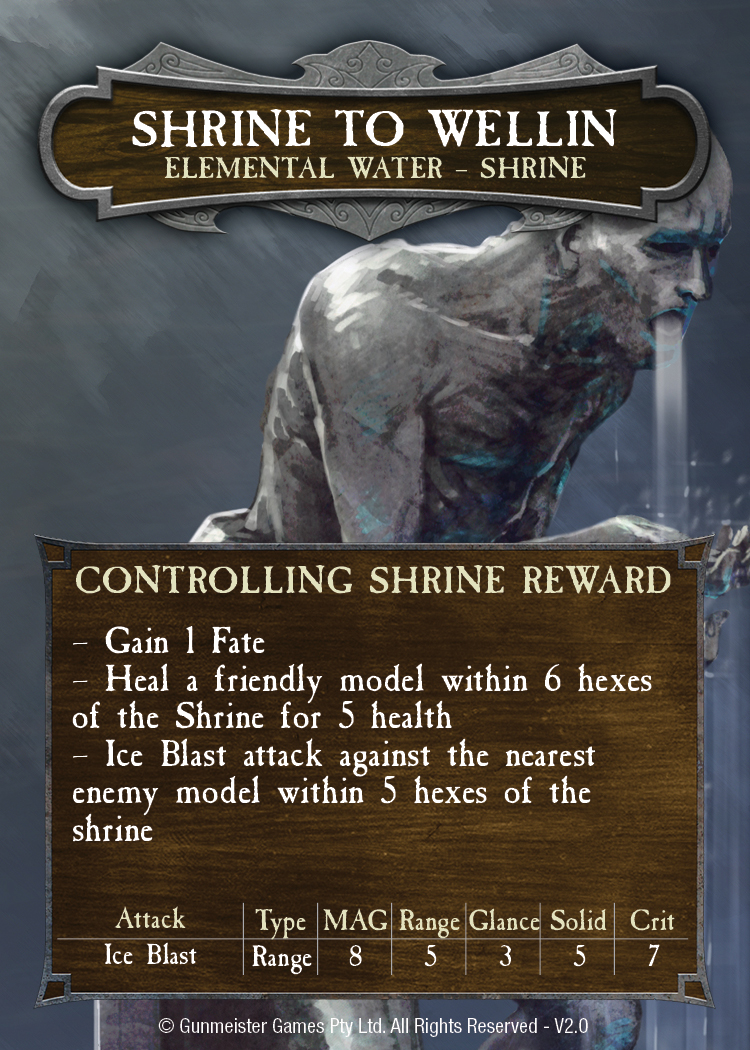 SHRINE TO WELLIN
ELEMENTAL WATER – SHRINE
CONTROLLING SHRINE REWARD
– Gain 1 Fate
– Heal a friendly model within 6 hexes
of the Shrine for 5 health
– Ice Blast attack against the nearest
enemy model within 5 hexes of the
shrine
Attack Type MAG Range Glance Solid Crit
Ice Blast Range 8 5 3 5 7
© Gunmeister Games Pty Ltd. All Rights Reserved - V2.0